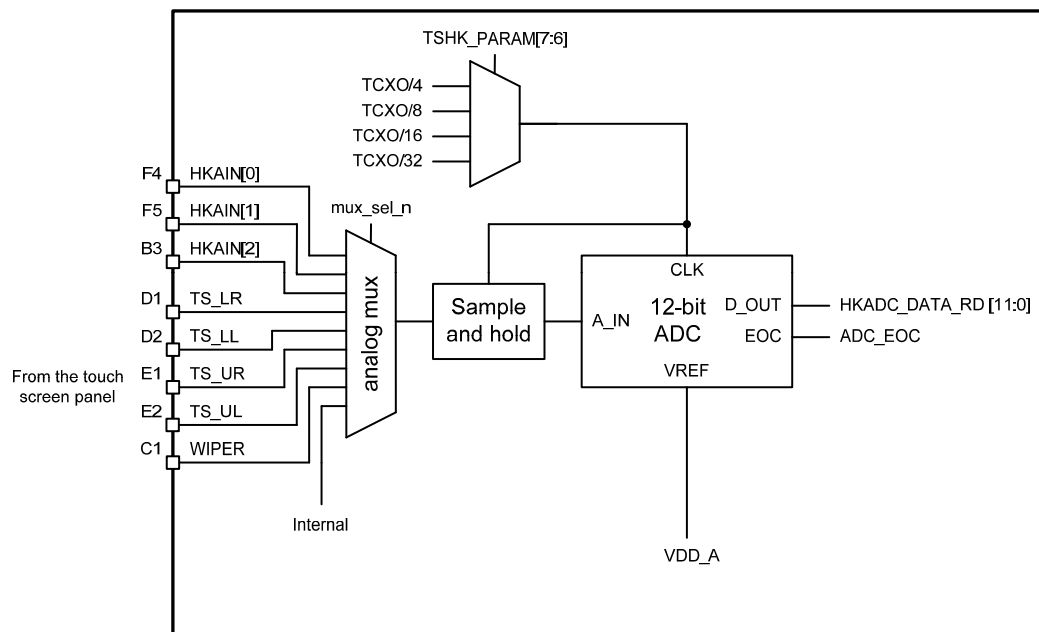 TSHK_PARAM[7:6]
TCXO/4
TCXO/8
TCXO/16
TCXO/32
F4 HKAIN[0]
F5 HKAIN[1]
B3 HKAIN[2]
D1 TS_LR
D2 TS_LL
E1 TS_UR
E2 TS_UL
C1 WIPER
From the touch
screen panel
Internal
mux_sel_n
analog mux
Sample
and hold
CLK
A_IN
12-bit
ADC
D_OUT
EOC
VREF
HKADC_DATA_RD [11:0]
ADC_EOC
VDD_A